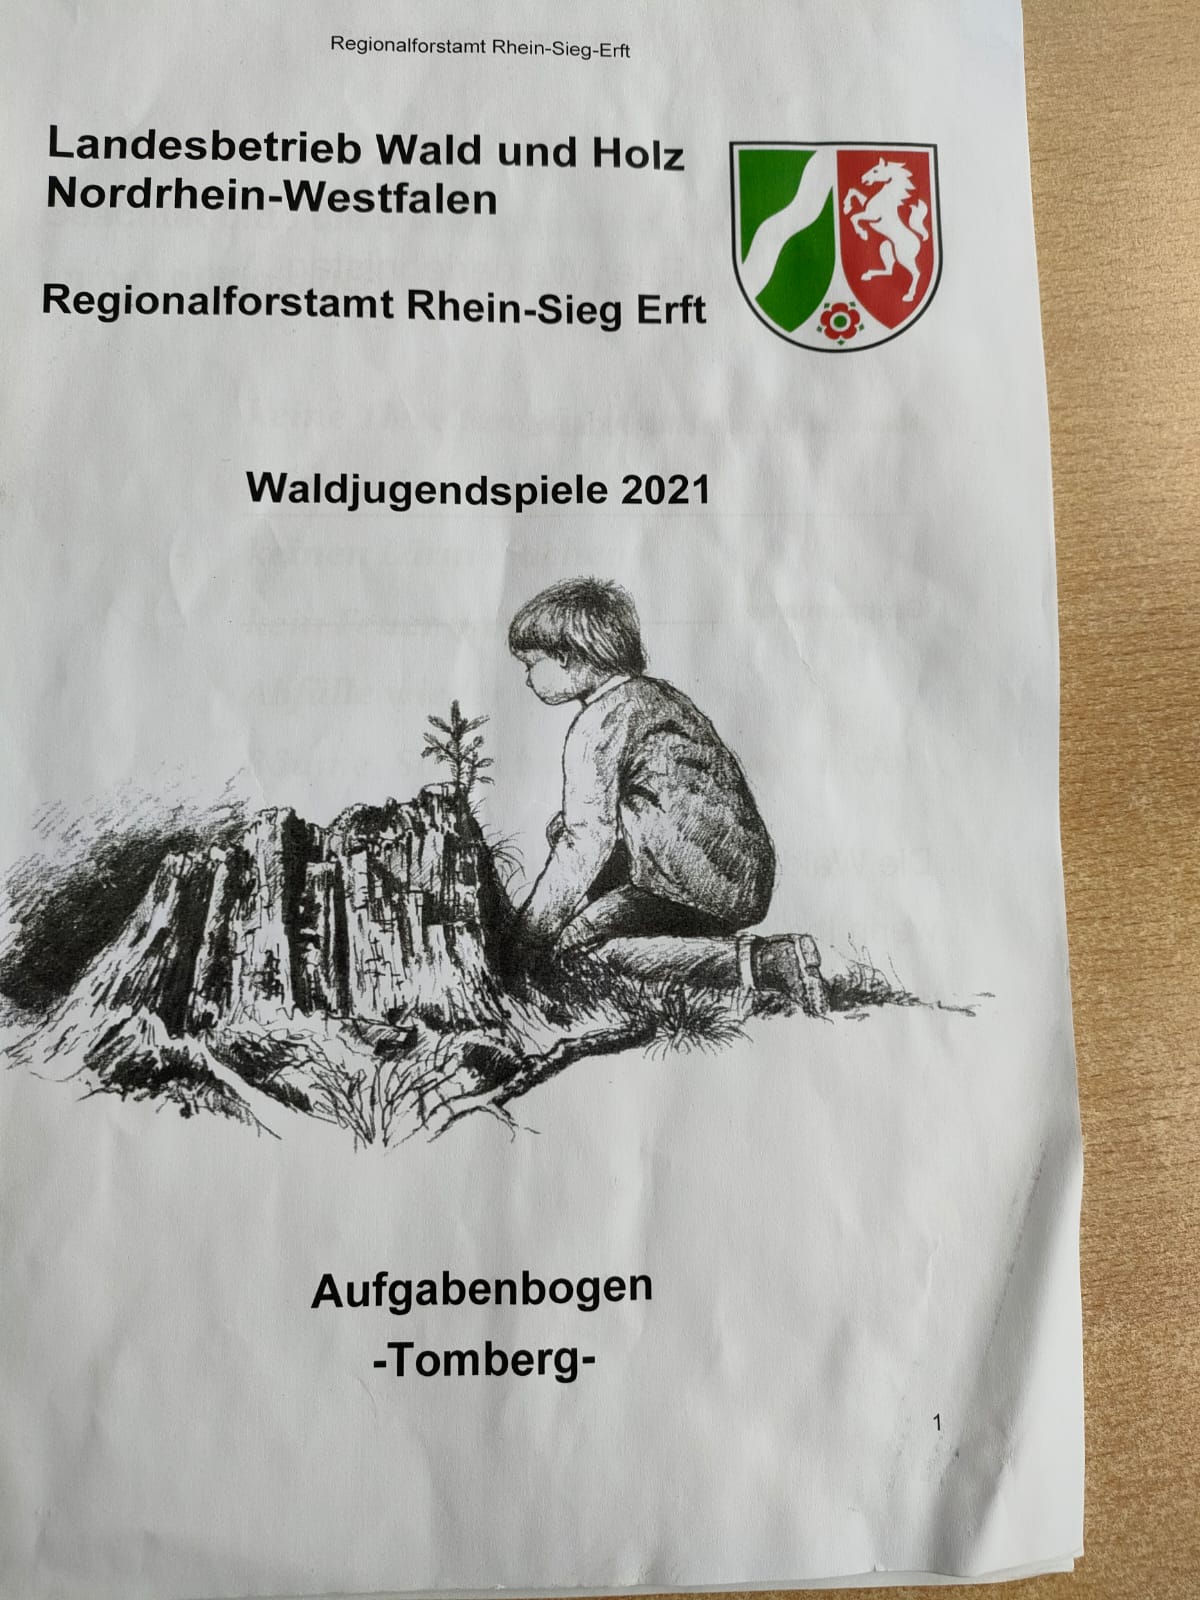 Regionalforstamt Rhein-Sieg-Erft
Landesbetrieb Wald und Holz
Nordrhein-Westfalen
Regionalforstamt Rhein-Sieg Erft
Waldjugendspiele 2021
Aufgabenbogen
-Tomberg-
1